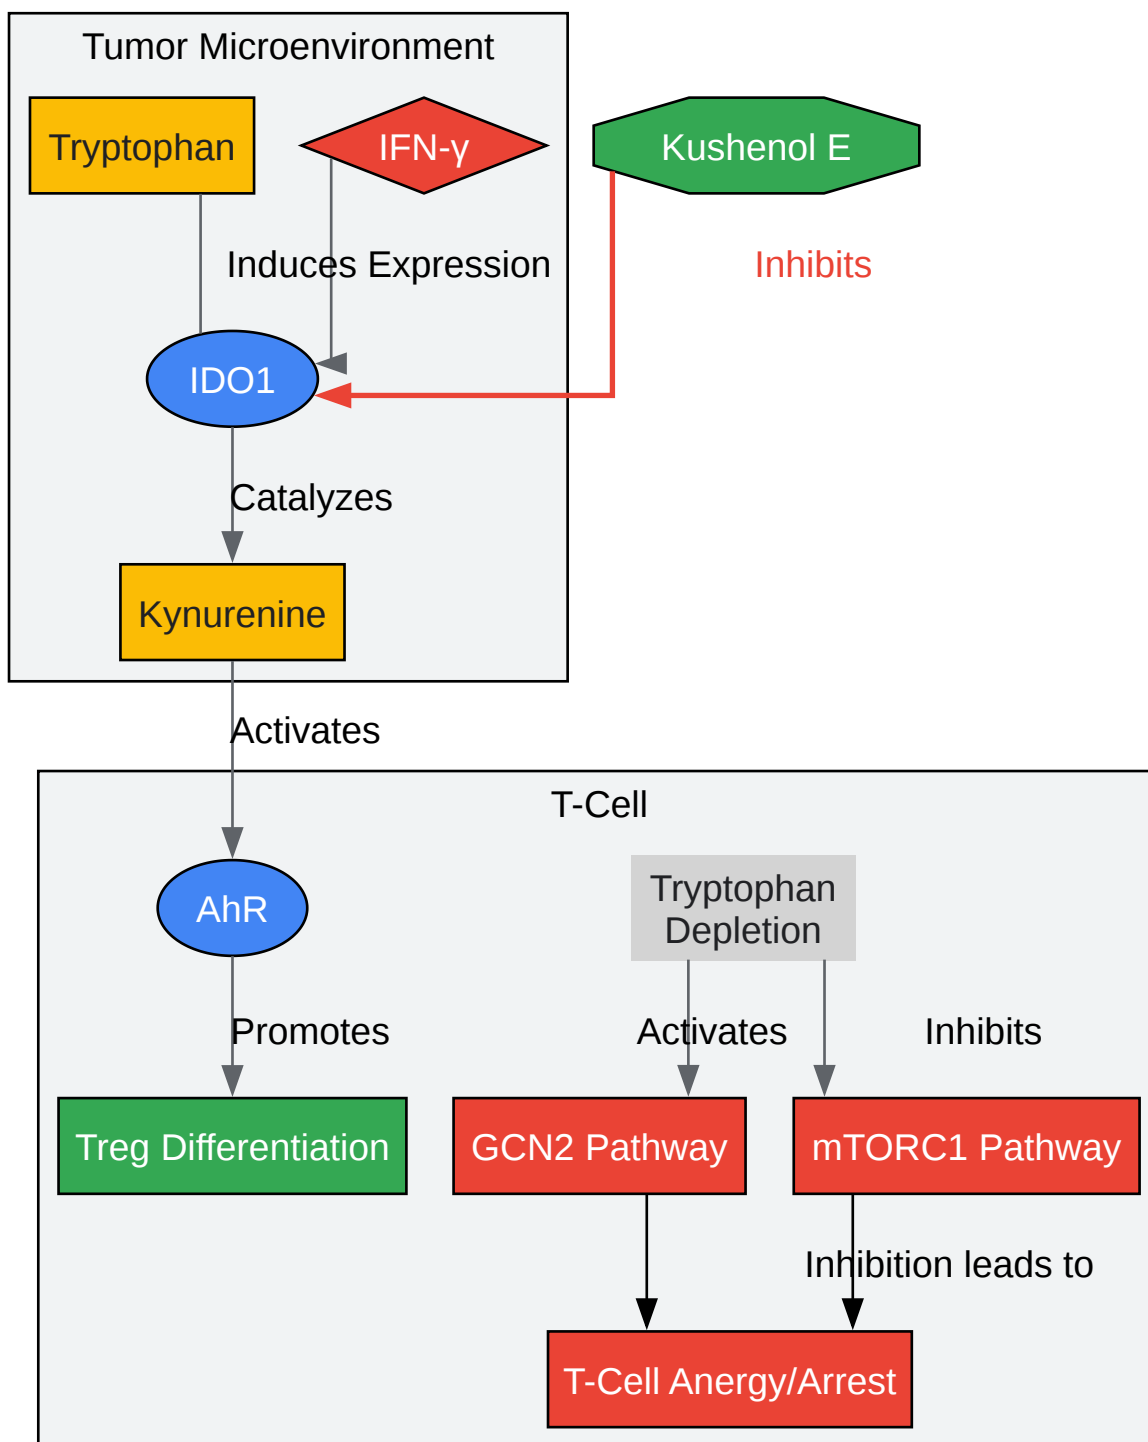 Tumor Microenvironment
Tryptophan
IFN-γ
Kushenol E
Induces Expression
Inhibits
IDO1
Catalyzes
Kynurenine
Activates
T-Cell
AhR
Tryptophan
Depletion
Promotes
Activates
Inhibits
Treg Differentiation
GCN2 Pathway
mTORC1 Pathway
Inhibition leads to
T-Cell Anergy/Arrest